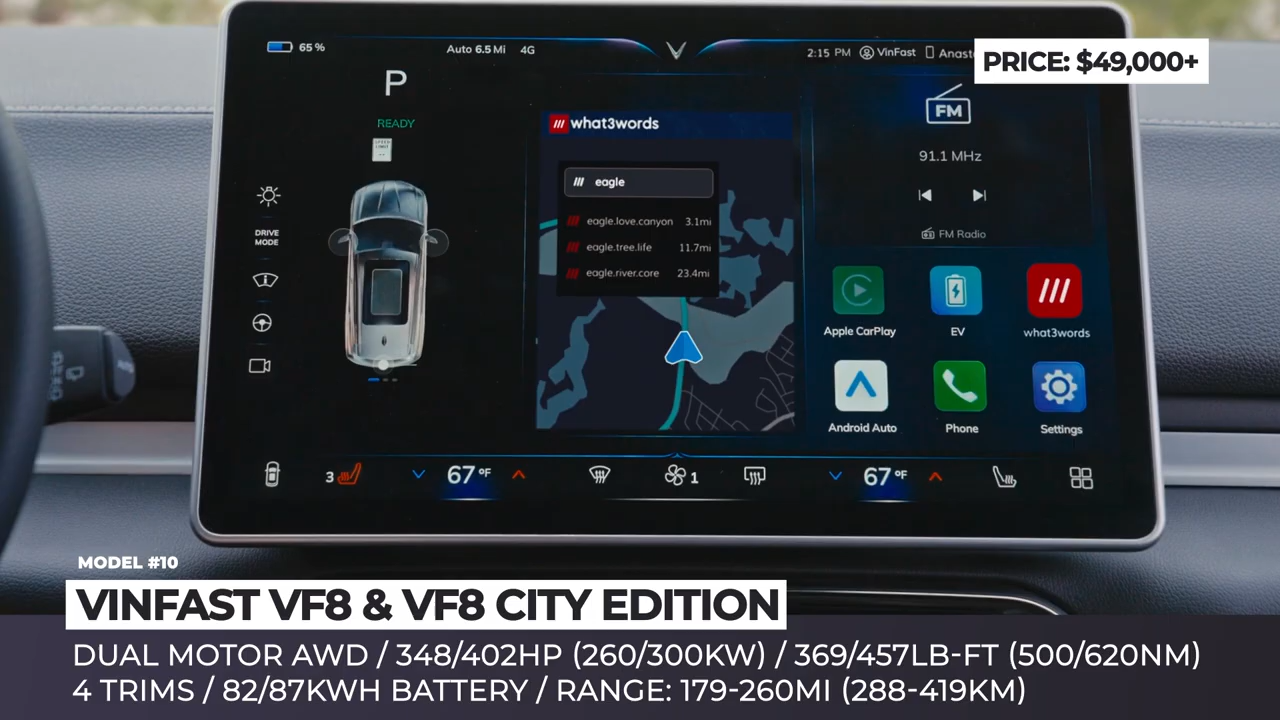 65 %
Auto 6.5 Mi 4G
2:15 PM VinFast
PRICE: $49,000+
P
READY
SPEED
LIMIT
DRIVE
MODE
what3words
eagle
eagle.love.canyon 3.1mi
eagle.tree.life 11.7mi
eagle.river.core 23.4mi
FM
91.1 MHz
FM Radio
Apple CarPlay EV what3words
Android Auto Phone Settings
3 67 °F 1 67 °F
MODEL #10
VINFAST VF8 & VF8 CITY EDITION
DUAL MOTOR AWD / 348/402HP (260/300KW) / 369/457LB-FT (500/620NM)
4 TRIMS / 82/87KWH BATTERY / RANGE: 179-260MI (288-419KM)